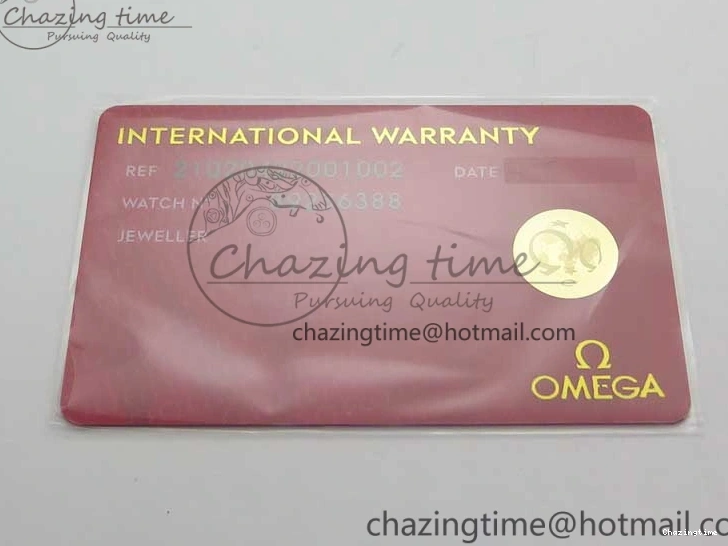 Chazing time
Pursuing Quality
INTERNATIONAL WARRANTY
REF
DATE
WATCH
JEWELLER
Chazing time
Pursuing Quality
chazingtime@hotmail.com
Ω
OMEGA
chazingtime@hotmail.co
Chazingtime